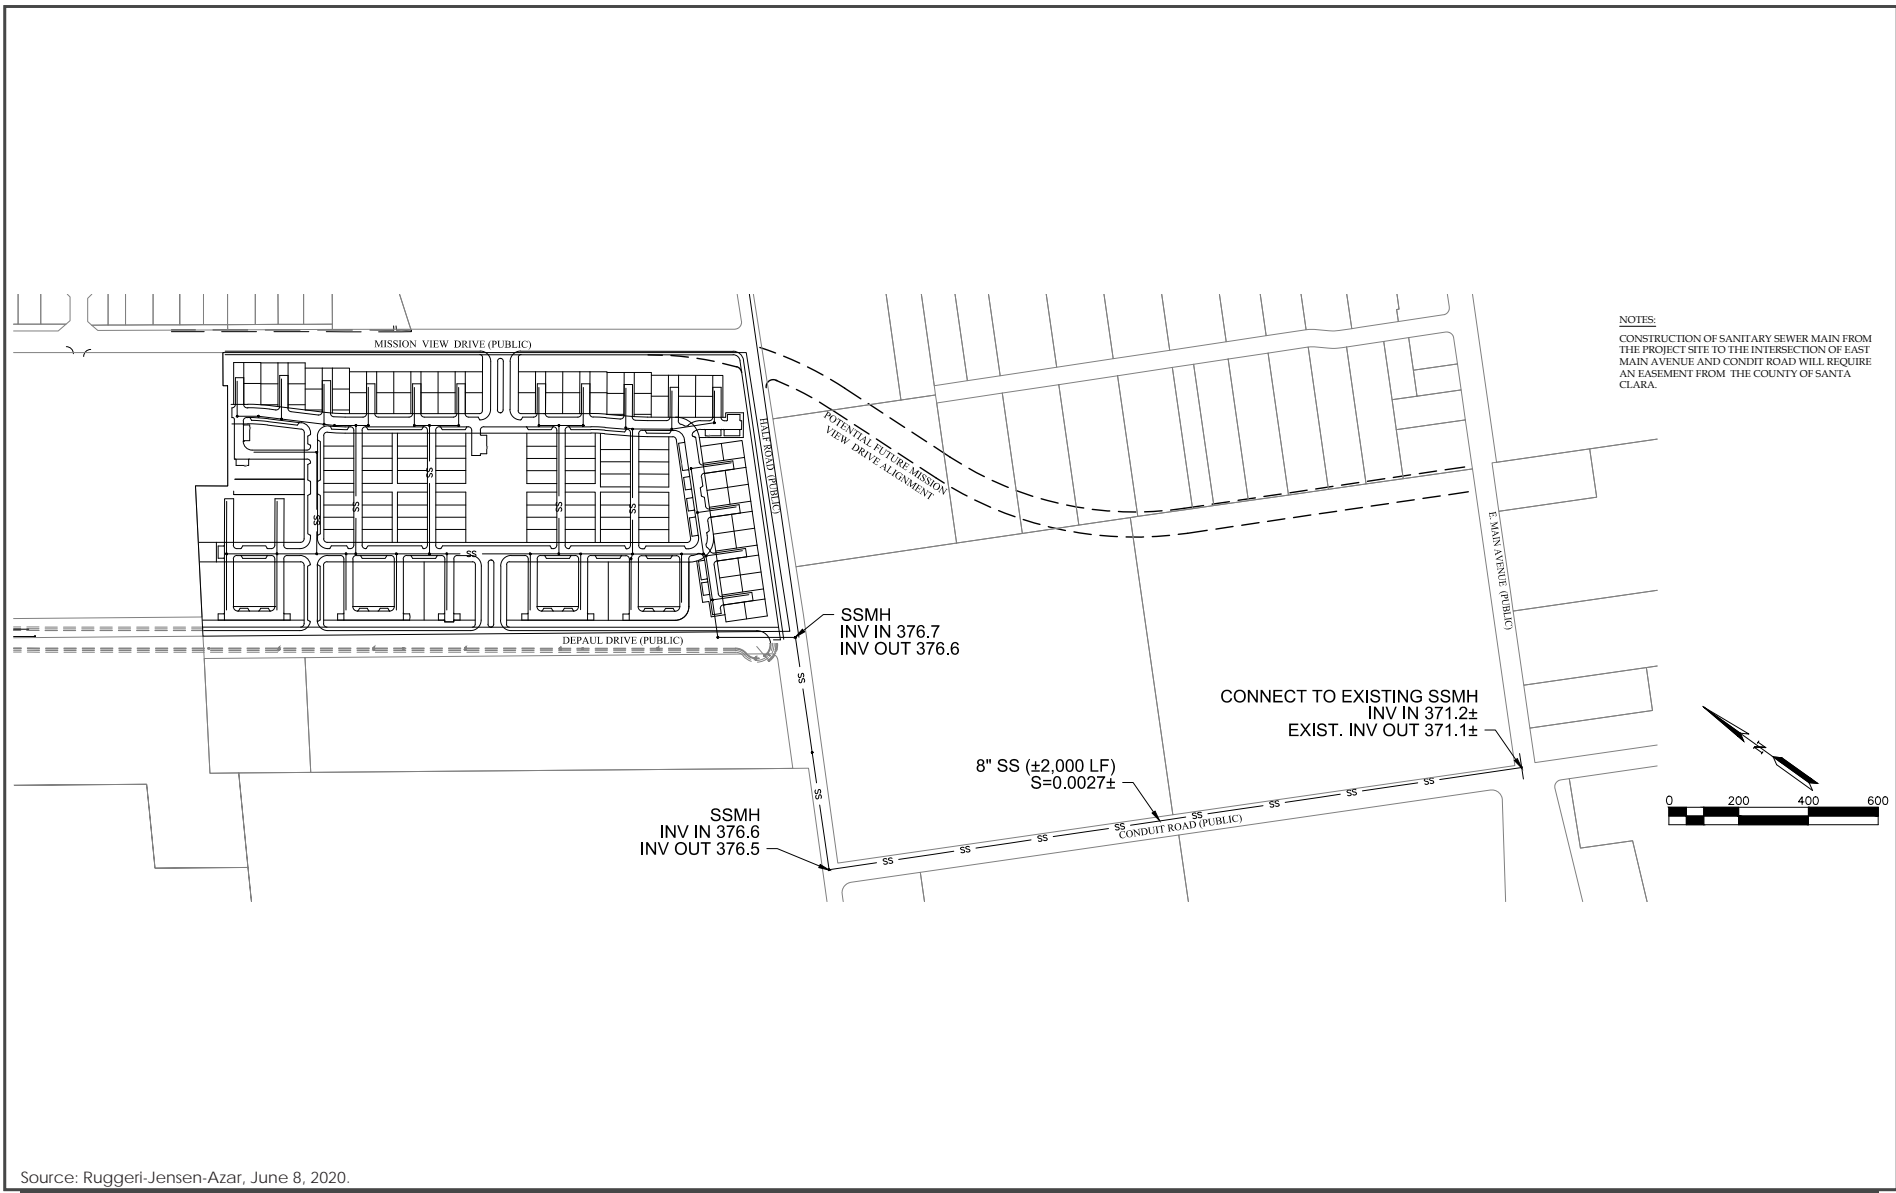 MISSION VIEW DRIVE (PUBLIC)
NOTES:
CONSTRUCTION OF SANITARY SEWER MAIN FROM
THE PROJECT SITE TO THE INTERSECTION OF EAST
MAIN AVENUE AND CONDIT ROAD WILL REQUIRE
AN EASEMENT FROM THE COUNTY OF SANTA
CLARA.
HALF ROAD (PUBLIC)
POTENTIAL FUTURE MISSION
VIEW DRIVE ALIGNMENT
E. MAIN AVENUE (PUBLIC)
SS
SS
SS
SS
SS
SS
DEPAUL DRIVE (PUBLIC)
SSMH
INV IN 376.7
INV OUT 376.6
SS
SS
CONNECT TO EXISTING SSMH
INV IN 371.2±
EXIST. INV OUT 371.1±
8" SS (±2,000 LF)
S=0.0027±
SSMH
INV IN 376.6
INV OUT 376.5
SS
SS
SS
SS
SS
SS
SS
SS
CONDUIT ROAD (PUBLIC)
N
0 200 400 600
Source: Ruggeri-Jensen-Azar, June 8, 2020.